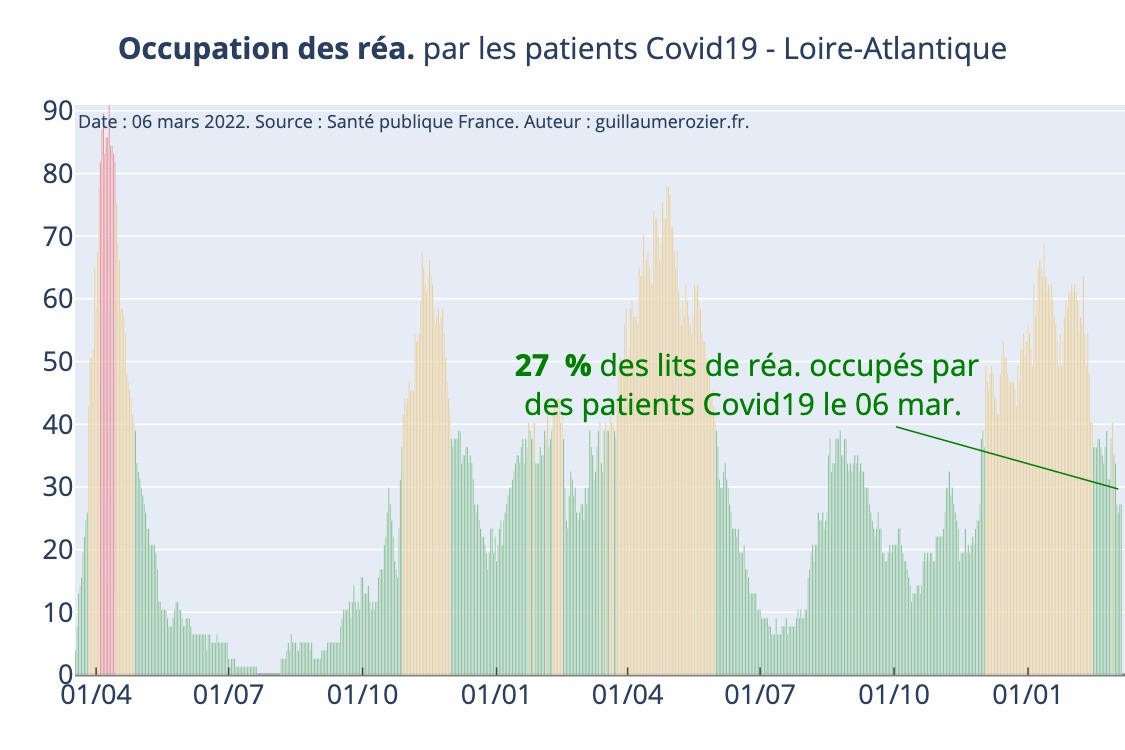 Occupation des réa. par les patients Covid19 - Loire-Atlantique
90
Date : 06 mars 2022. Source : Santé publique France. Auteur : guillaumerozier.fr.
80
70
60
50
27 % des lits de réa. occupés par
des patients Covid19 le 06 mar.
40
30
20
10
0
01/04 01/07 01/10 01/01 01/04 01/07 01/10 01/01